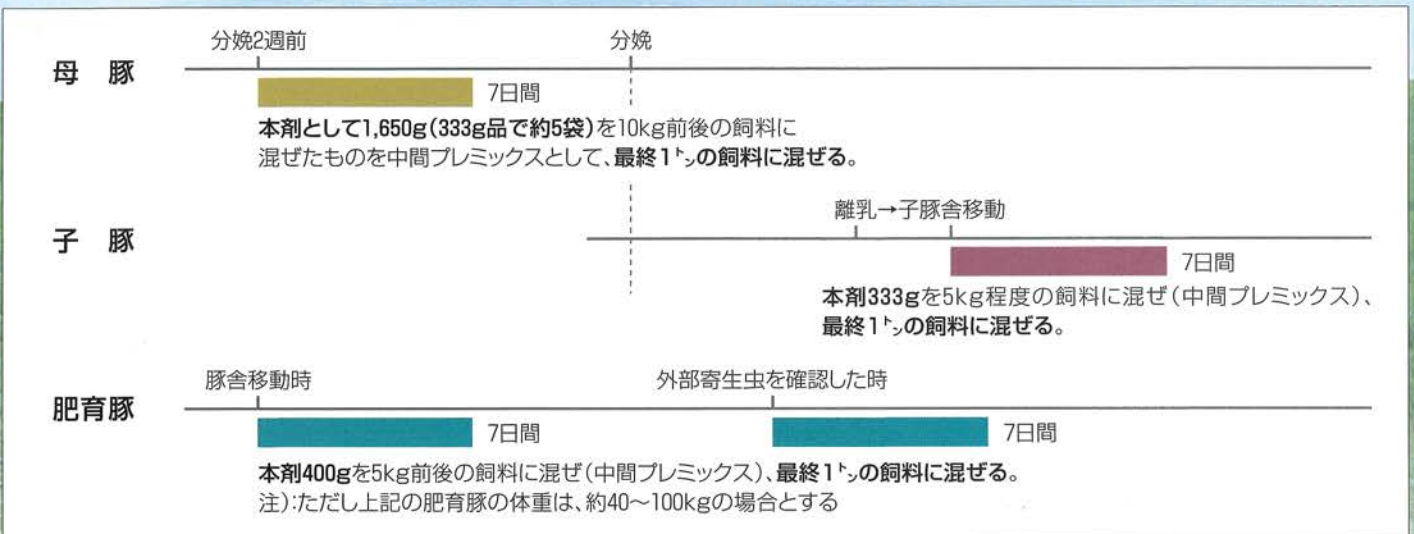 分娩2週前 分娩
母 豚
7日間
本剤として1,650g(333g品で約5袋)を10kg前後の飼料に
混ぜたものを中間プレミックスとして、最終1㌧の飼料に混ぜる。
離乳→子豚舎移動
子 豚
7日間
本剤333gを5kg程度の飼料に混ぜ(中間プレミックス)、
最終1㌧の飼料に混ぜる。
豚舎移動時 外部寄生虫を確認した時
肥育豚
7日間 7日間
本剤400gを5kg前後の飼料に混ぜ(中間プレミックス)、最終1㌧の飼料に混ぜる。
注):ただし上記の肥育豚の体重は、約40〜100kgの場合とする